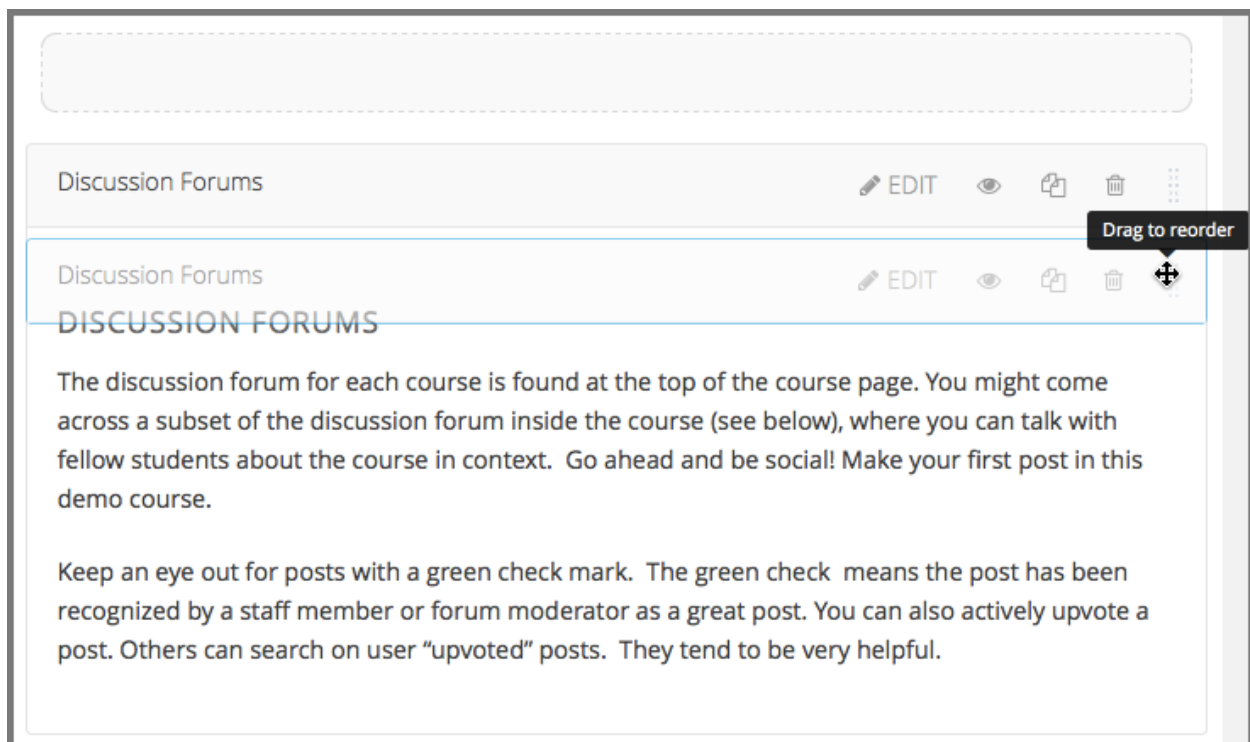 Discussion Forums EDIT
Drag to reorder
Discussion Forums EDIT
DISCUSSION FORUMS
The discussion forum for each course is found at the top of the course page. You might come
across a subset of the discussion forum inside the course (see below), where you can talk with
fellow students about the course in context.  Go ahead and be social! Make your first post in this
demo course.
Keep an eye out for posts with a green check mark.  The green check  means the post has been
recognized by a staff member or forum moderator as a great post. You can also actively upvote a
post. Others can search on user “upvoted” posts.  They tend to be very helpful.